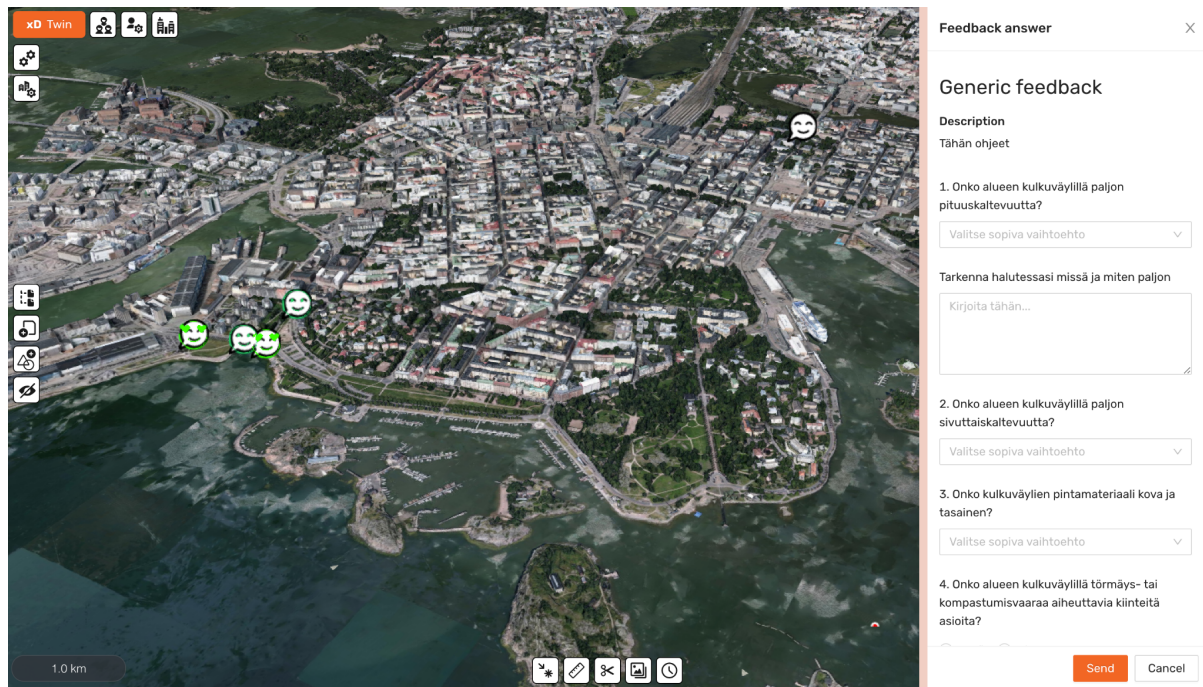 xD Twin
Feedback answer
Generic feedback
Description
Tähän ohjeet
1. Onko alueen kulkuväylillä paljon
pituuskaltevuutta?
Valitse sopiva vaihtoehto
Tarkenna halutessasi missä ja miten paljon
Kirjoita tähän...
2. Onko alueen kulkuväylillä paljon
sivuttaiskaltevuutta?
Valitse sopiva vaihtoehto
3. Onko kulkuväylien pintamateriaali kova ja
tasainen?
Valitse sopiva vaihtoehto
4. Onko alueen kulkuväylillä törmäys- tai
kompastumisvaaraa aiheuttavia kiinteitä
asioita?
1.0 km
Send
Cancel